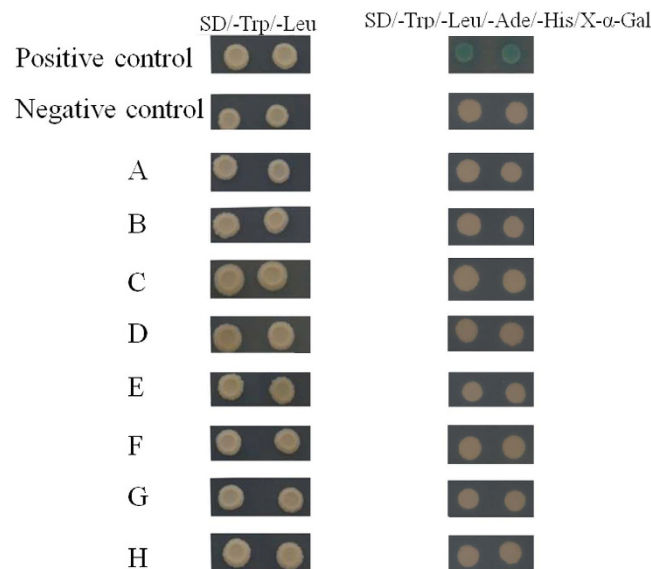 SD/-Trp/-Leu
SD/-Trp/-Leu/-Ade/-His/X-α-Gal
Positive control
Negative control
A
B
C
D
E
F
G
H